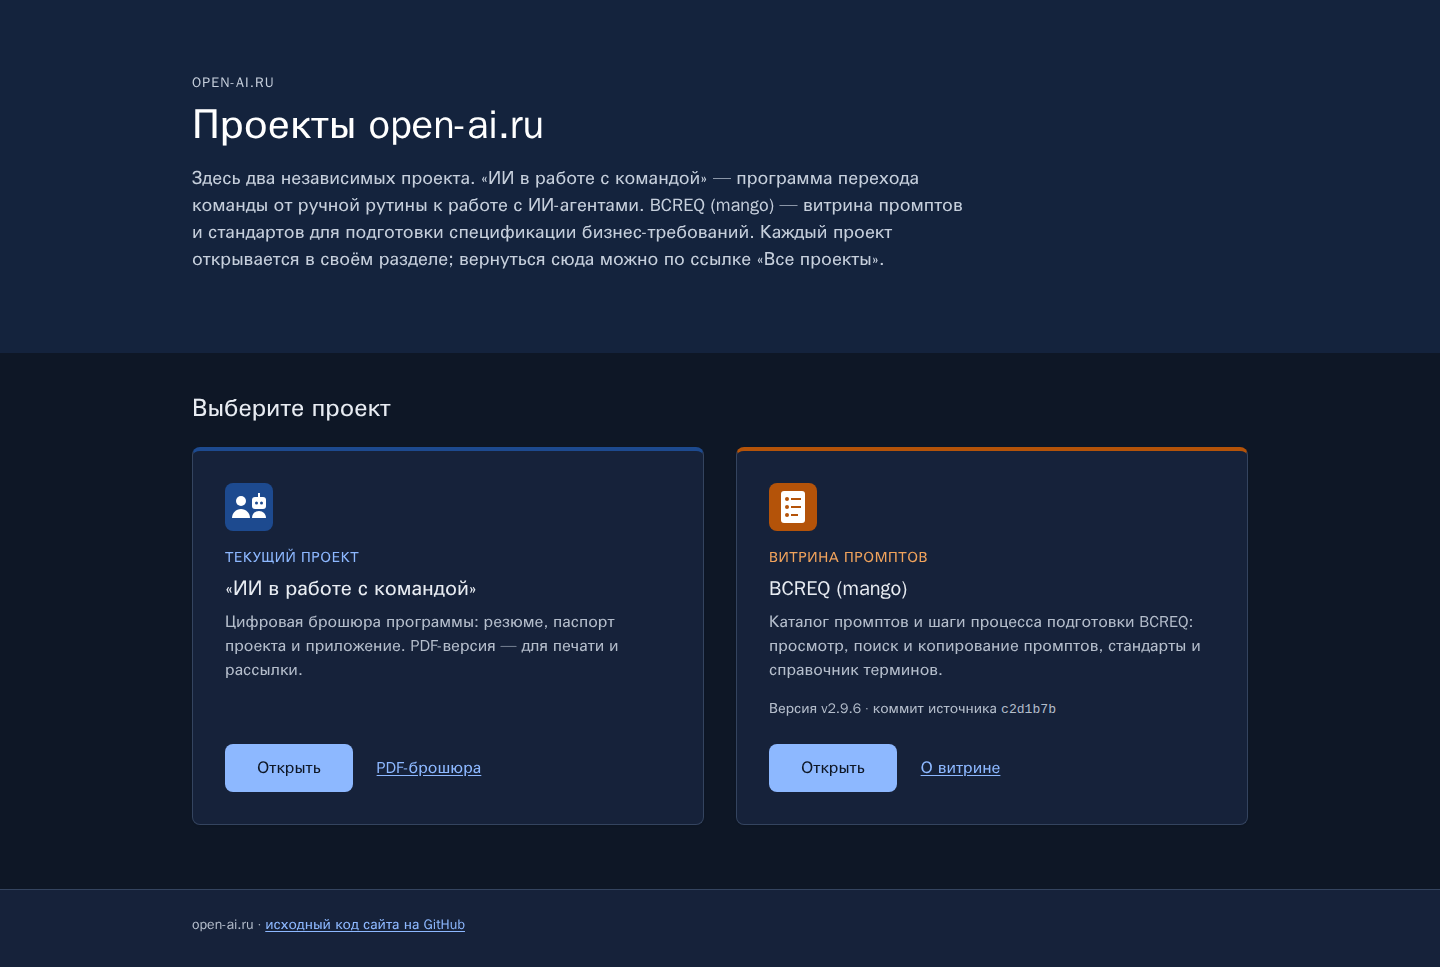 OPEN-AI.RU
Проекты open-ai.ru
Здесь два независимых проекта. «ИИ в работе с командой» — программа перехода
команды от ручной рутины к работе с ИИ-агентами. BCREQ (mango) — витрина промптов
и стандартов для подготовки спецификации бизнес-требований. Каждый проект
открывается в своём разделе; вернуться сюда можно по ссылке «Все проекты».
Выберите проект
ТЕКУЩИЙ ПРОЕКТ
«ИИ в работе с командой»
Цифровая брошюра программы: резюме, паспорт
проекта и приложение. PDF-версия — для печати и
рассылки.
Открыть
PDF-брошюра
ВИТРИНА ПРОМПТОВ
BCREQ (mango)
Каталог промптов и шаги процесса подготовки BCREQ:
просмотр, поиск и копирование промптов, стандарты и
справочник терминов.
Версия v2.9.6 · коммит источника c2d1b7b
Открыть
О витрине
open-ai.ru · исходный код сайта на GitHub